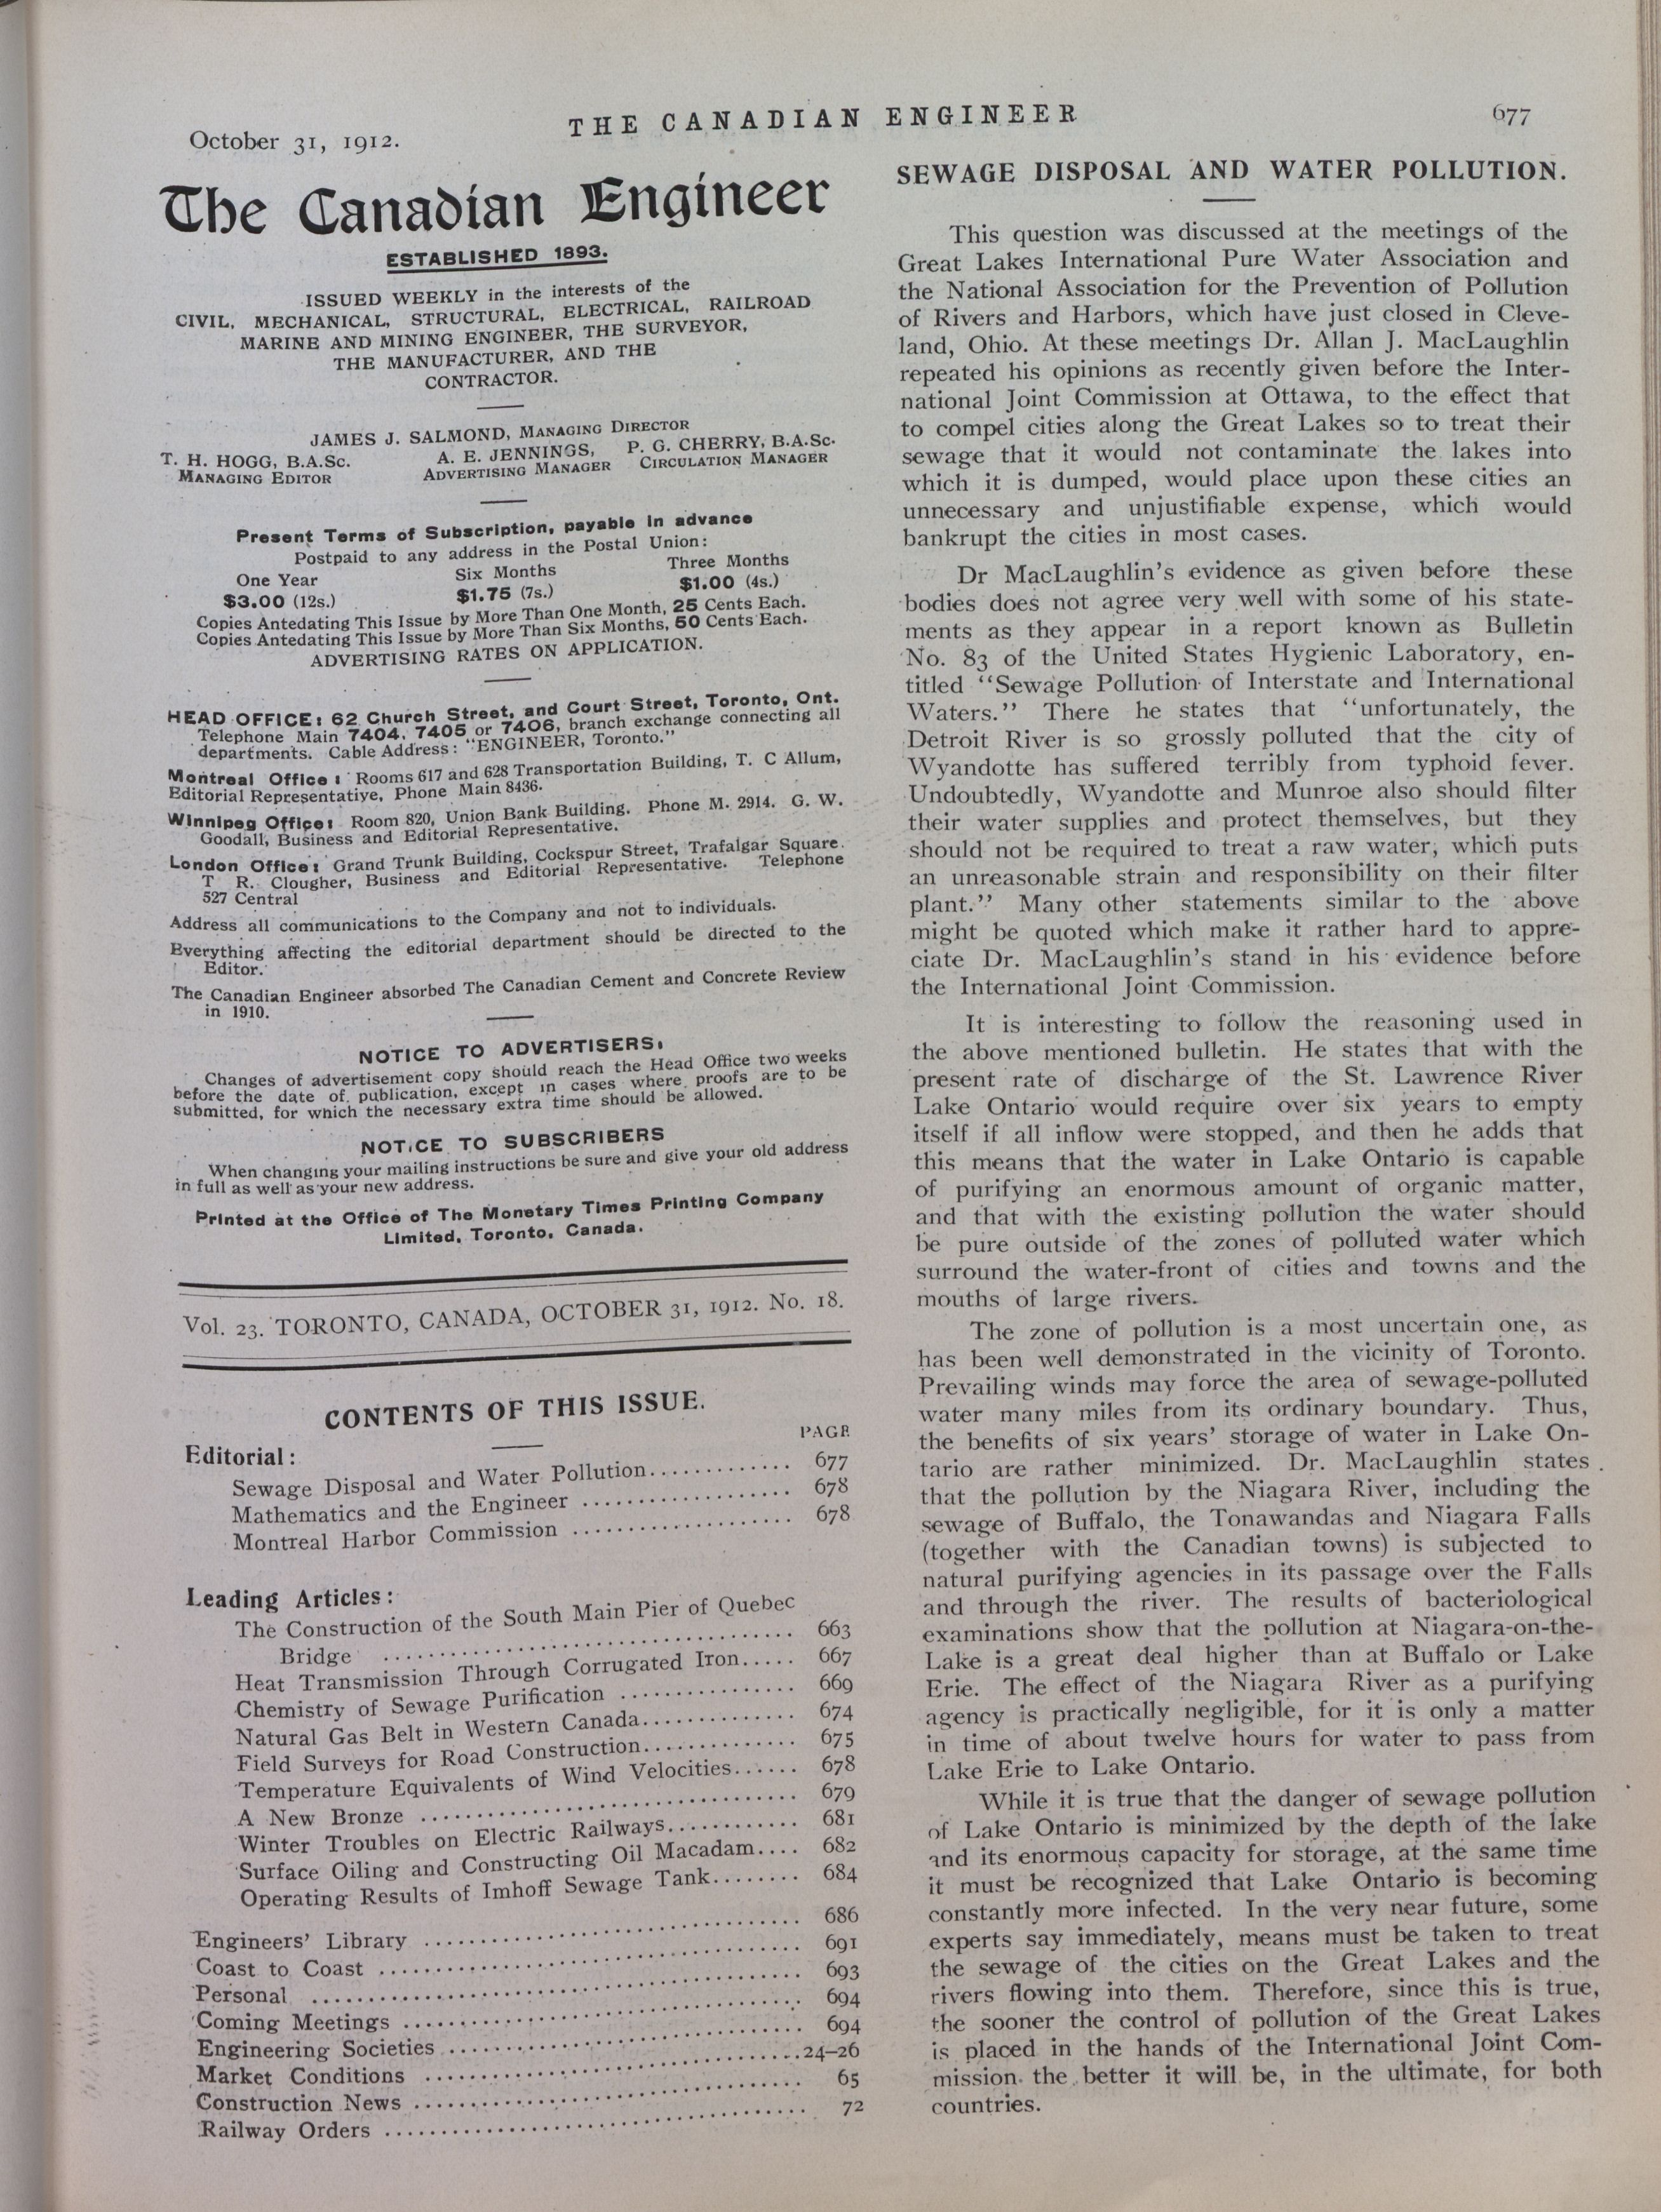 October 31, 1912.
THE CANADIAN ENGINEER
677
The Canadian Engineer
ESTABLISHED 1893.
ISSUED WEEKLY in the interests of the
CIVIL, MECHANICAL, STRUCTURAL, ELECTRICAL, RAILROAD
MARINE AND MINING ENGINEER, THE SURVEYOR,
THE MANUFACTURER, AND THE
CONTRACTOR.
JAMES J. SALMOND, MANAGING DIRECTOR
T. H. HOGG, B.A.Sc. A. E. JENNINGS, P. G. CHERRY, B.A.Sc.
MANAGING EDITOR ADVERTISING MANAGER CIRCULATION MANAGER
Present Terms of Subscription, payable in advance
Postpaid to any address in the Postal Union:
One Year Six Months Three Months
$3.00 (12s.) $1.75 (7s.) $1.00 (4s.)
Copies Antedating This Issue by More Than One Month, 25 Cents Each.
Copies Antedating This Issue by More Than Six Months, 50 Cents Each.
ADVERTISING RATES ON APPLICATION.
HEAD OFFICE: 62 Church Street, and Court Street, Toronto, Ont.
Telephone Main 7404, 7405 or 7406, branch exchange connecting all
departments. Cable Address: "ENGINEER, Toronto."
Montreal Office: Rooms 617 and 628 Transportation Building, T. C Allum,
Editorial Representative, Phone Main 8436.
Winnipeg Office: Room 820, Union Bank Building. Phone M. 2914. G. W.
Goodall, Business and Editorial Representative.
London Office: Grand Trunk Building, Cockspur Street, Trafalgar Square.
T R. Clougher, Business and Editorial Representative. Telephone
527 Central
Address all communications to the Company and not to individuals.
Everything affecting the editorial department should be directed to the
Editor.
The Canadian Engineer absorbed The Canadian Cement and Concrete Review
in 1910.
NOTICE TO ADVERTISERS.
Changes of advertisement copy should reach the Head Office two weeks
before the date of publication, except in cases where proofs are to be
submitted, for which the necessary extra time should be allowed.
NOTICE TO SUBSCRIBERS
When changing your mailing instructions be sure and give your old address
in full as well as your new address.
Printed at the Office of The Monetary Times Printing Company
Limited, Toronto, Canada.
Vol. 23. TORONTO, CANADA, OCTOBER 31, 1912. No. 18.
CONTENTS OF THIS ISSUE.
PAGE
Editorial:
Sewage Disposal and Water Pollution............. 677
Mathematics and the Engineer .................. 678
Montreal Harbor Commission ................... 678
Leading Articles:
The Construction of the South Main Pier of Quebec
Bridge .................................. 663
Heat Transmission Through Corrugated Iron..... 667
Chemistry of Sewage Purification ................ 669
Natural Gas Belt in Western Canada.............. 674
Field Surveys for Road Construction.............. 675
Temperature Equivalents of Wind Velocities...... 678
A New Bronze ................................ 679
Winter Troubles on Electric Railways............ 681
Surface Oiling and Constructing Oil Macadam.... 682
Operating Results of Imhoff Sewage Tank........ 684
Engineers' Library ................................ 686
Coast to Coast .................................... 691
Personal .......................................... 693
Coming Meetings .................................. 694
Engineering Societies .............................. 694
Market Conditions ................................24–26
Construction News ................................ 65
Railway Orders .................................... 72
SEWAGE DISPOSAL AND WATER POLLUTION.
This question was discussed at the meetings of the
Great Lakes International Pure Water Association and
the National Association for the Prevention of Pollution
of Rivers and Harbors, which have just closed in Cleve-
land, Ohio. At these meetings Dr. Allan J. MacLaughlin
repeated his opinions as recently given before the Inter-
national Joint Commission at Ottawa, to the effect that
to compel cities along the Great Lakes so to treat their
sewage that it would not contaminate the lakes into
which it is dumped, would place upon these cities an
unnecessary and unjustifiable expense, which would
bankrupt the cities in most cases.
Dr MacLaughlin's evidence as given before these
bodies does not agree very well with some of his state-
ments as they appear in a report known as Bulletin
No. 83 of the United States Hygienic Laboratory, en-
titled "Sewage Pollution of Interstate and International
Waters." There he states that "unfortunately, the
Detroit River is so grossly polluted that the city of
Wyandotte has suffered terribly from typhoid fever.
Undoubtedly, Wyandotte and Munroe also should filter
their water supplies and protect themselves, but they
should not be required to treat a raw water, which puts
an unreasonable strain and responsibility on their filter
plant." Many other statements similar to the above
might be quoted which make it rather hard to appre-
ciate Dr. MacLaughlin's stand in his evidence before
the International Joint Commission.
It is interesting to follow the reasoning used in
the above mentioned bulletin. He states that with the
present rate of discharge of the St. Lawrence River
Lake Ontario would require over six years to empty
itself if all inflow were stopped, and then he adds that
this means that the water in Lake Ontario is capable
of purifying an enormous amount of organic matter,
and that with the existing pollution the water should
be pure outside of the zones of polluted water which
surround the water-front of cities and towns and the
mouths of large rivers.
The zone of pollution is a most uncertain one, as
has been well demonstrated in the vicinity of Toronto.
Prevailing winds may force the area of sewage-polluted
water many miles from its ordinary boundary. Thus,
the benefits of six years' storage of water in Lake On-
tario are rather minimized. Dr. MacLaughlin states
that the pollution by the Niagara River, including the
sewage of Buffalo, the Tonawandas and Niagara Falls
(together with the Canadian towns) is subjected to
natural purifying agencies in its passage over the Falls
and through the river. The results of bacteriological
examinations show that the pollution at Niagara-on-the-
Lake is a great deal higher than at Buffalo or Lake
Erie. The effect of the Niagara River as a purifying
agency is practically negligible, for it is only a matter
in time of about twelve hours for water to pass from
Lake Erie to Lake Ontario.
While it is true that the danger of sewage pollution
of Lake Ontario is minimized by the depth of the lake
and its enormous capacity for storage, at the same time
it must be recognized that Lake Ontario is becoming
constantly more infected. In the very near future, some
experts say immediately, means must be taken to treat
the sewage of the cities on the Great Lakes and the
rivers flowing into them. Therefore, since this is true,
the sooner the control of pollution of the Great Lakes
is placed in the hands of the International Joint Com-
mission the better it will be, in the ultimate, for both
countries.